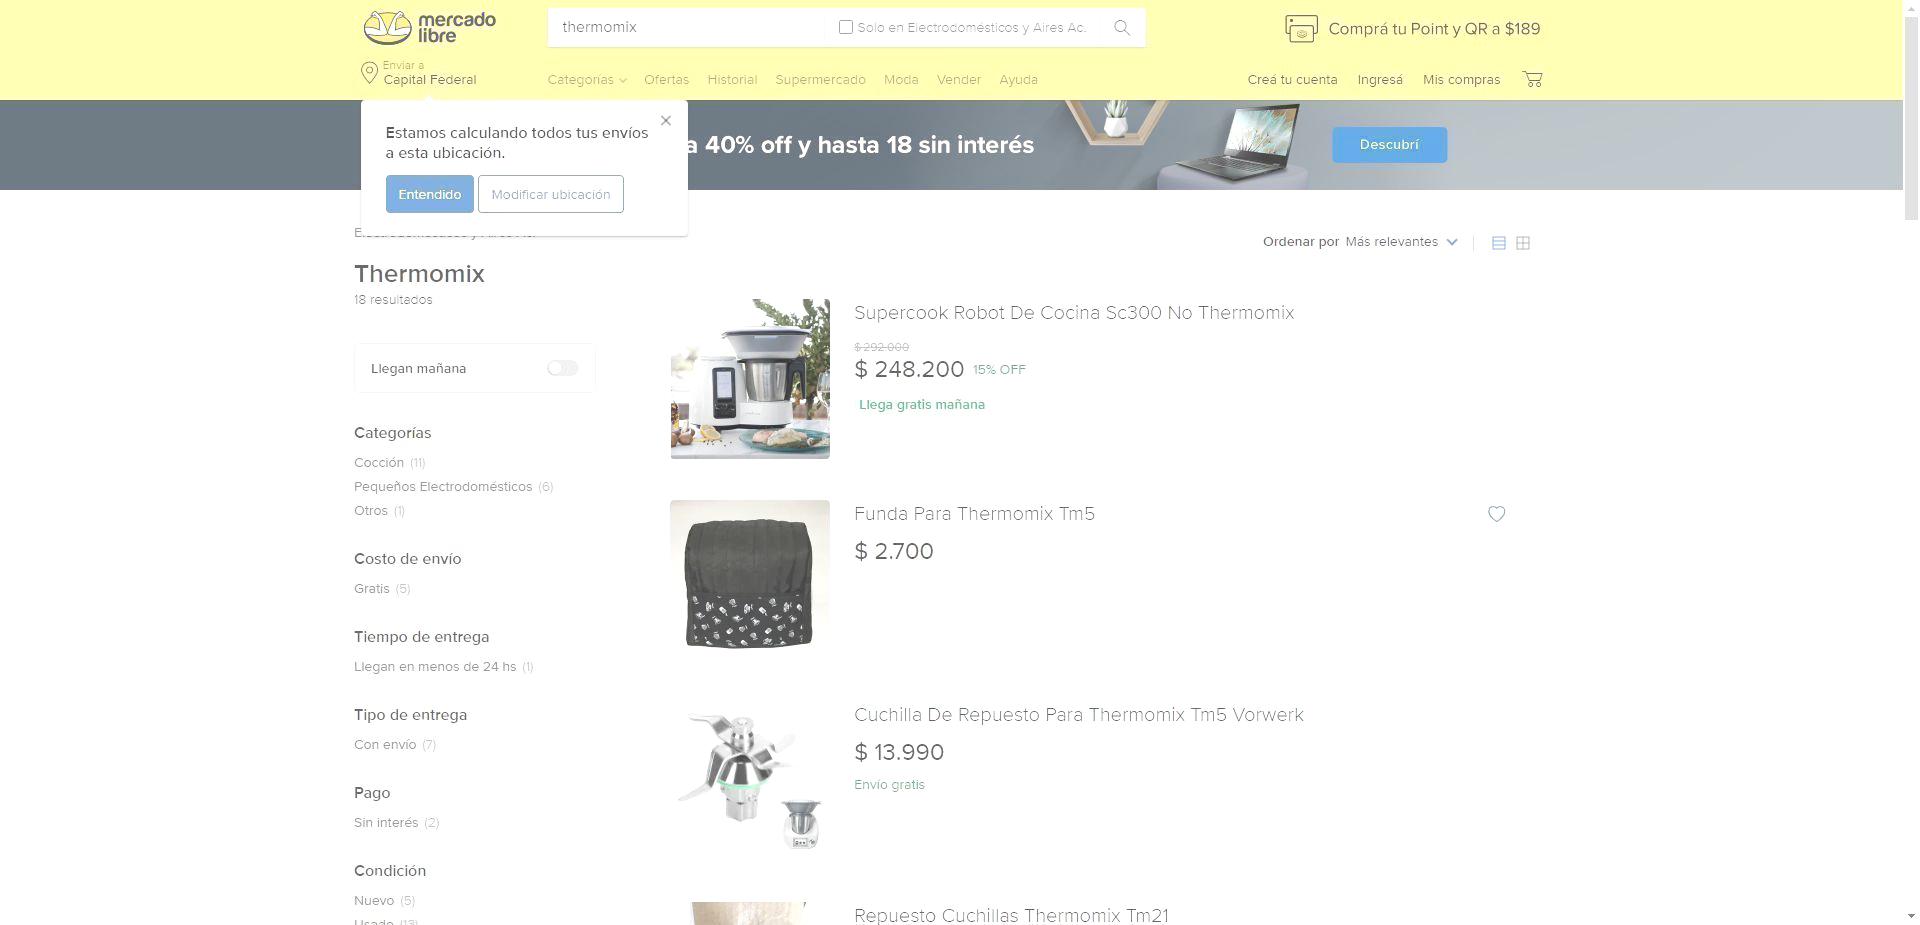 mercado
libre
thermomix
Solo en Electrodomésticos y Aires Ac.
Comprá tu Point y QR a $189
Enviar a
Capital Federal
Categorías
Ofertas
Historial
Supermercado
Moda
Vender
Ayuda
Creá tu cuenta
Ingresá
Mis compras
Estamos calculando todos tus envíos
a esta ubicación.
Entendido
Modificar ubicación
a 40% off y hasta 18 sin interés
Descubrí
Ordenar por Más relevantes
Thermomix
18 resultados
Llegan mañana
Categorías
Cocción (11)
Pequeños Electrodomésticos (6)
Otros (1)
Costo de envío
Gratis (5)
Tiempo de entrega
Llegan en menos de 24 hs (1)
Tipo de entrega
Con envío (7)
Pago
Sin interés (2)
Condición
Nuevo (5)
Usado (13)
Supercook Robot De Cocina Sc300 No Thermomix
$ 292.000
$ 248.200 15% OFF
Llega gratis mañana
Funda Para Thermomix Tm5
$ 2.700
Cuchilla De Repuesto Para Thermomix Tm5 Vorwerk
$ 13.990
Envío gratis
Repuesto Cuchillas Thermomix Tm21